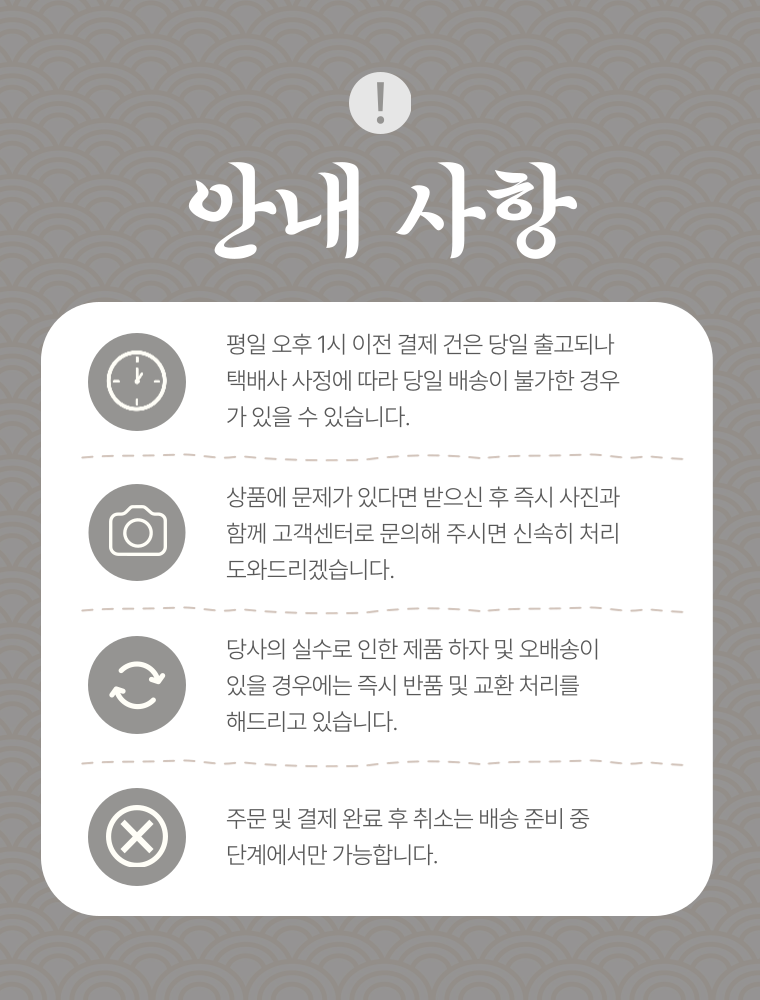 !
안내 사항
평일 오후 1시 이전 결제 건은 당일 출고되나
택배사 사정에 따라 당일 배송이 불가한 경우
가 있을 수 있습니다.
상품에 문제가 있다면 받으신 후 즉시 사진과
함께 고객센터로 문의해 주시면 신속히 처리
도와드리겠습니다.
당사의 실수로 인한 제품 하자 및 오배송이
있을 경우에는 즉시 반품 및 교환 처리를
해드리고 있습니다.
주문 및 결제 완료 후 취소는 배송 준비 중
단계에서만 가능합니다.